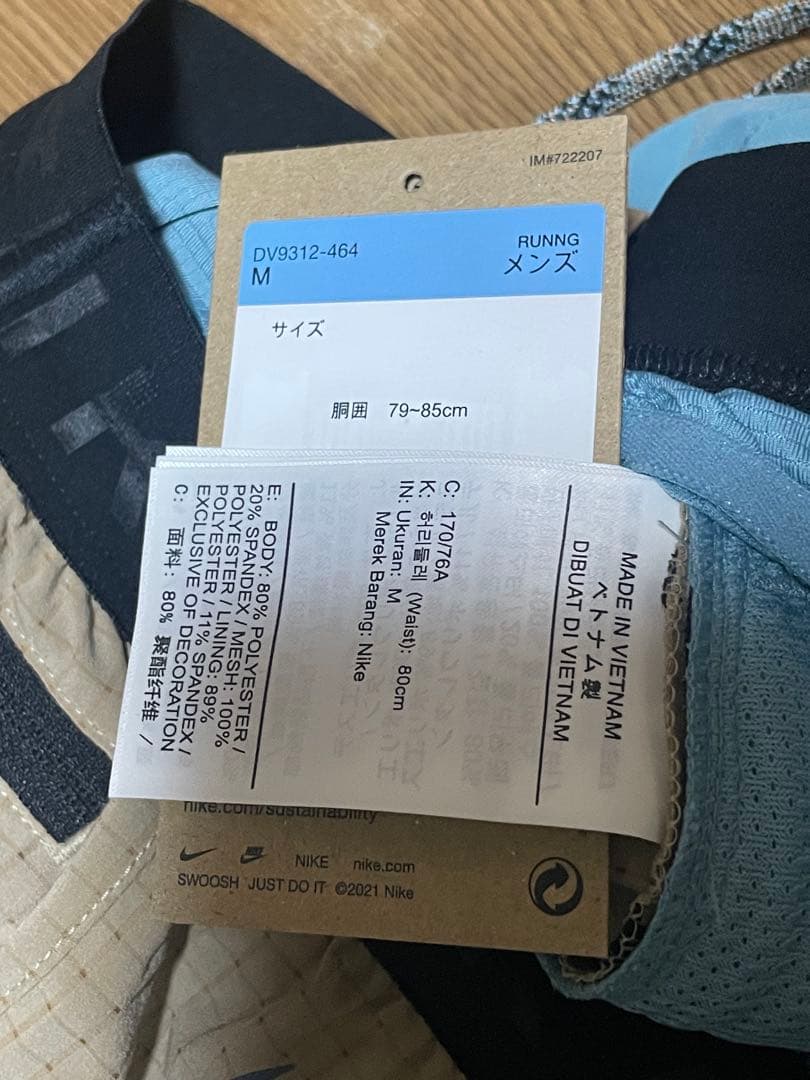 IM#722207
DV9312-464
M
RUNNG
メンズ
サイズ
胴囲 79~85cm
MADE IN VIETNAM
ベトナム製
DIBUAT DI VIETNAM
C: 170/76A
K: 허리둘레 (Waist): 80cm
IN: Ukuran: M
Merek Barang: Nike
E: BODY: 80% POLYESTER /
20% SPANDEX / MESH: 100%
POLYESTER / LINING: 89%
POLYESTER / 11% SPANDEX /
EXCLUSIVE OF DECORATION
C: 面料: 80% 聚酯纤维 /
nike.com/sustainability
NIKE nike.com
SWOOSH JUST DO IT ©2021 Nike